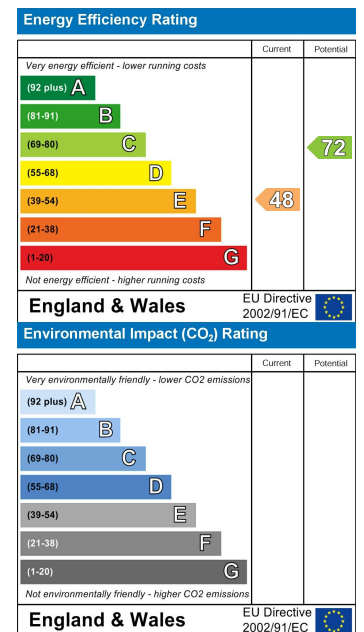 Energy Efficiency Rating
Current Potential
Very energy efficient - lower running costs
(92 plus) A
(81-91) B
(69-80) C
72
(55-68) D
(39-54) E
48
(21-38) F
(1-20) G
Not energy efficient - higher running costs
England & Wales
EU Directive
2002/91/EC
Environmental Impact (CO₂) Rating
Current Potential
Very environmentally friendly - lower CO2 emissions
(92 plus) A
(81-91) B
(69-80) C
(55-68) D
(39-54) E
(21-38) F
(1-20) G
Not environmentally friendly - higher CO2 emissions
England & Wales
EU Directive
2002/91/EC